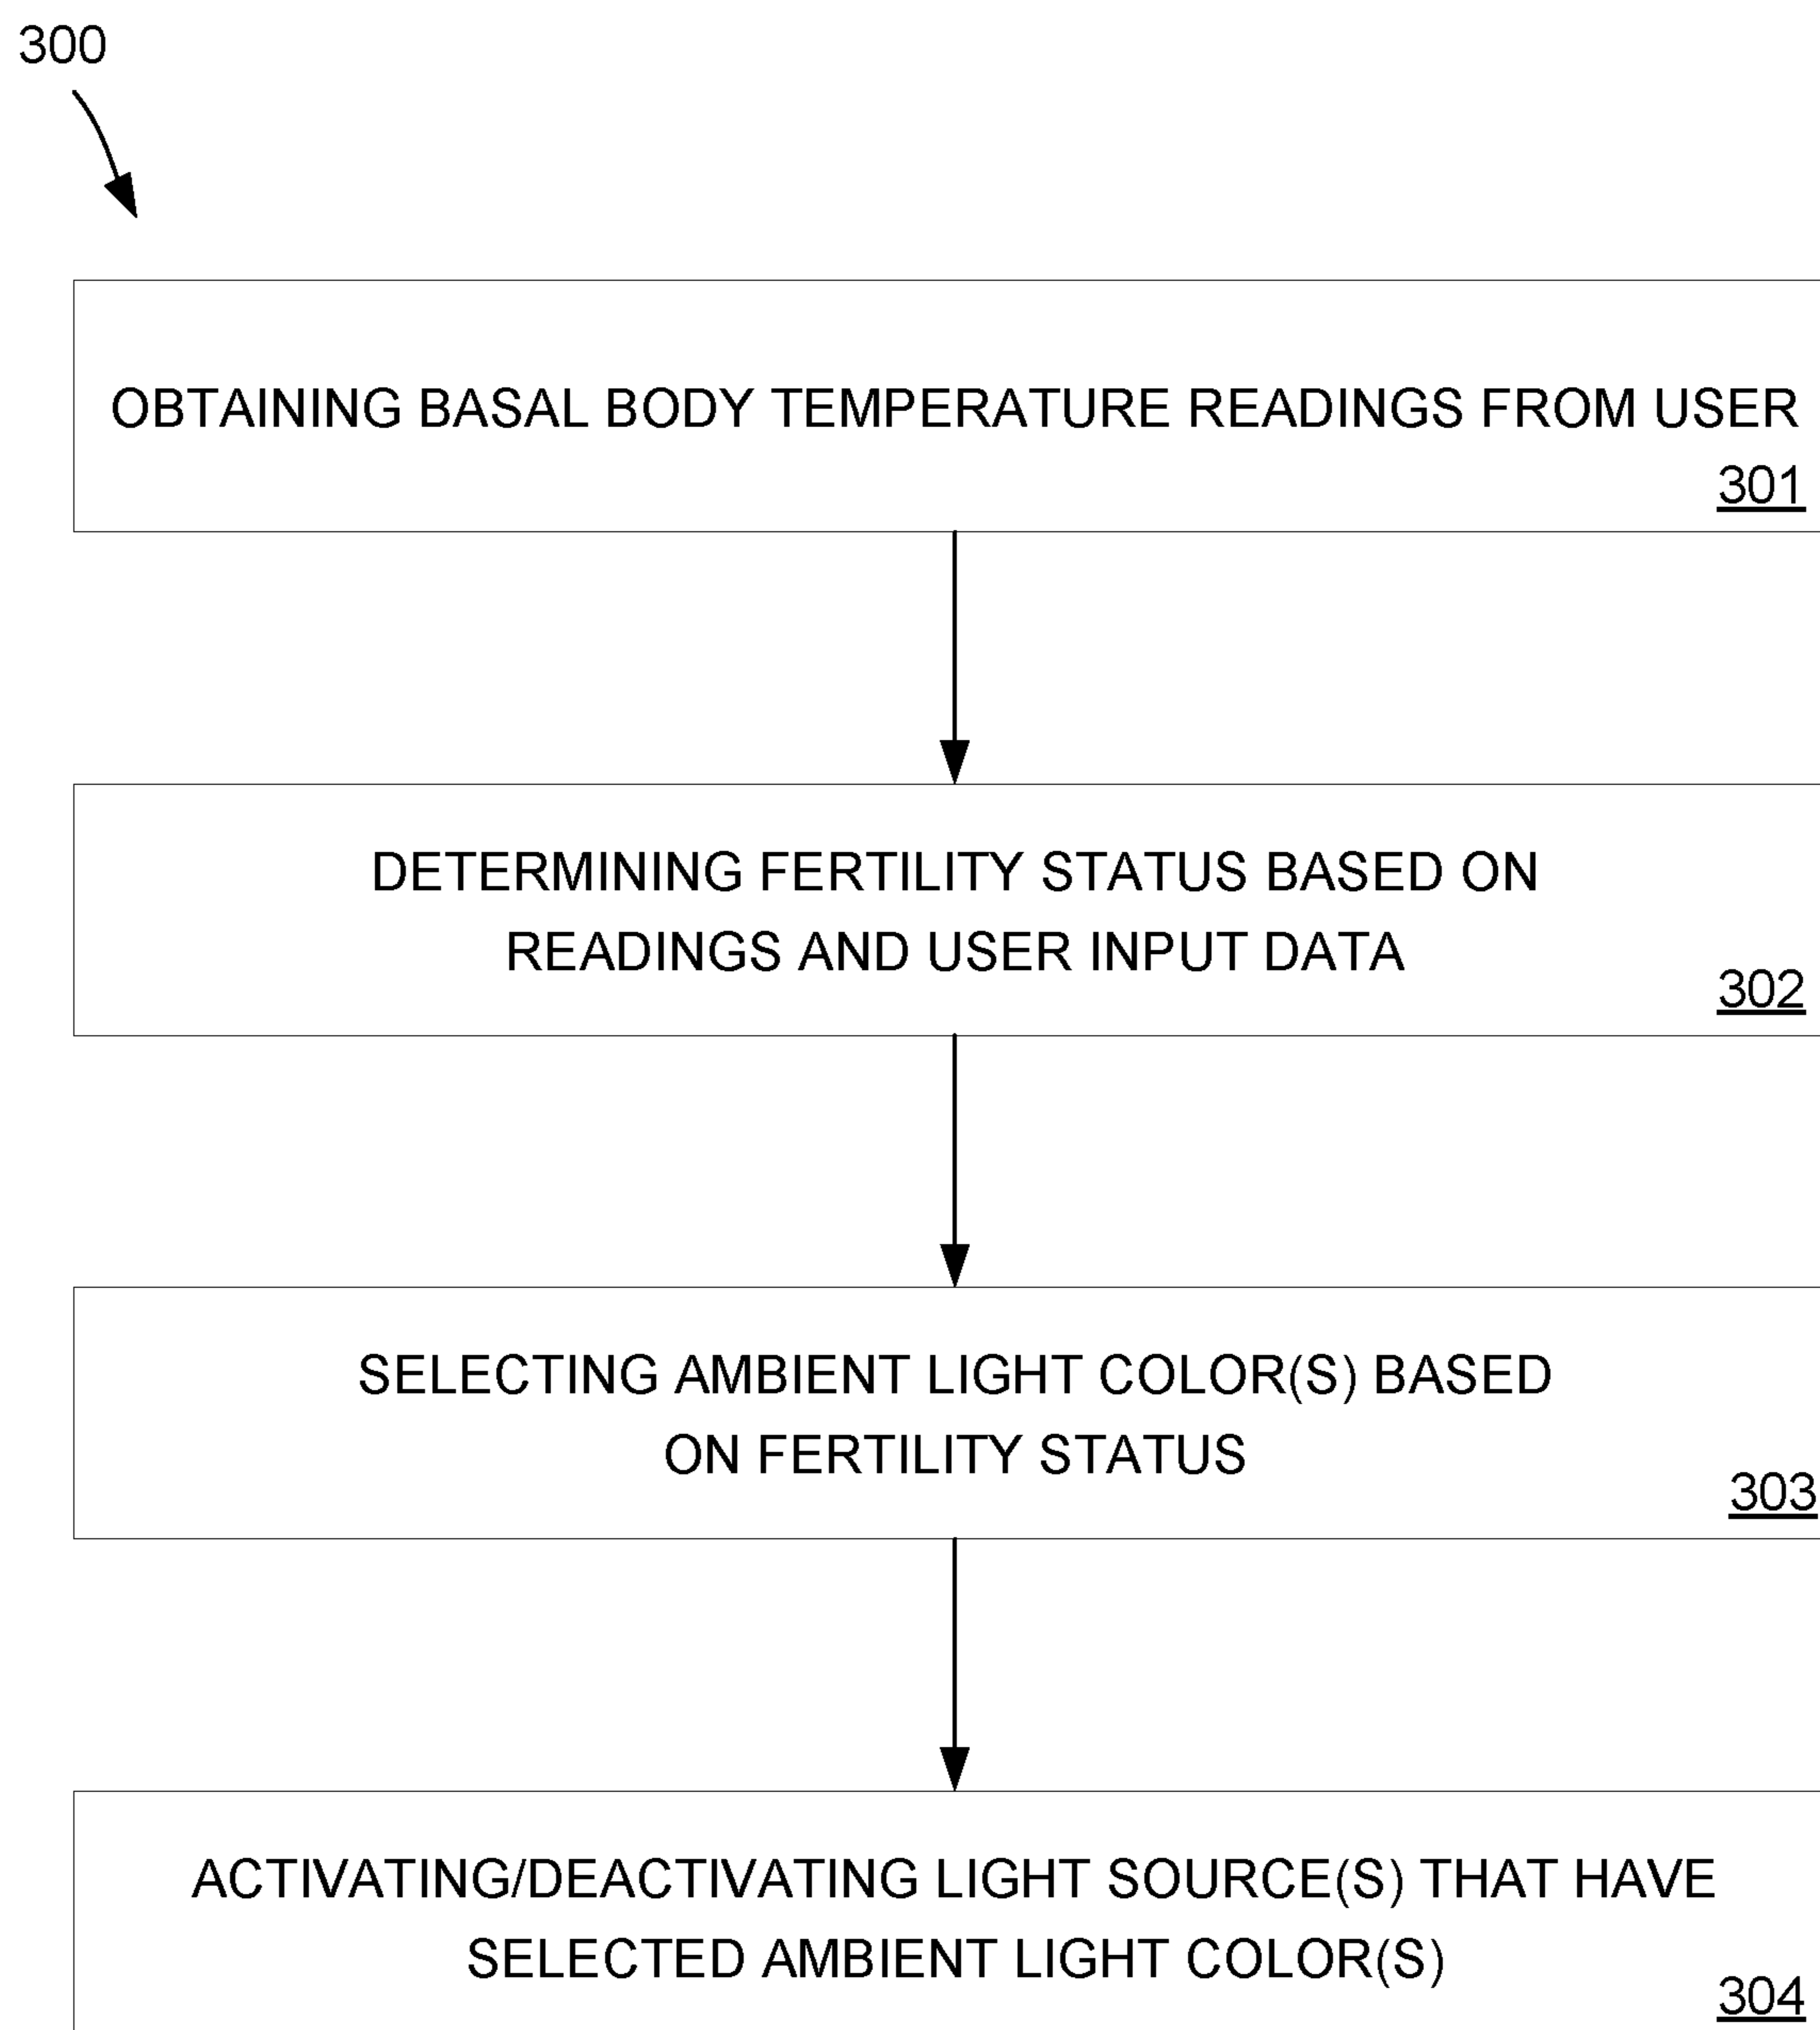 300
OBTAINING BASAL BODY TEMPERATURE READINGS FROM USER
301
DETERMINING FERTILITY STATUS BASED ON
READINGS AND USER INPUT DATA
302
SELECTING AMBIENT LIGHT COLOR(S) BASED
ON FERTILITY STATUS
303
ACTIVATING/DEACTIVATING LIGHT SOURCE(S) THAT HAVE
SELECTED AMBIENT LIGHT COLOR(S)
304